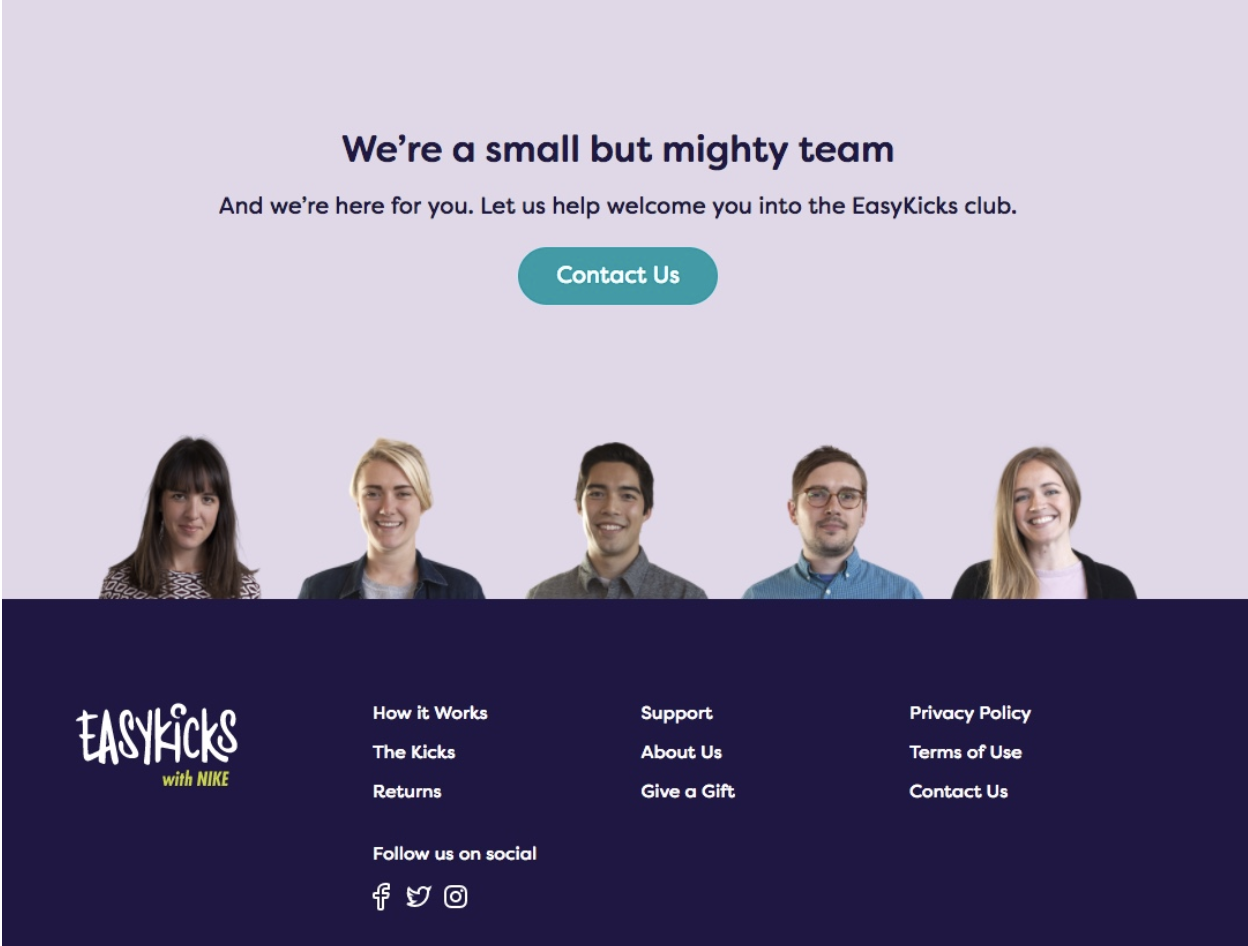 We’re a small but mighty team
And we’re here for you. Let us help welcome you into the EasyKicks club.
Contact Us
EASYKiCKS
with NIKE
How it Works
The Kicks
Returns
Support
About Us
Give a Gift
Privacy Policy
Terms of Use
Contact Us
Follow us on social